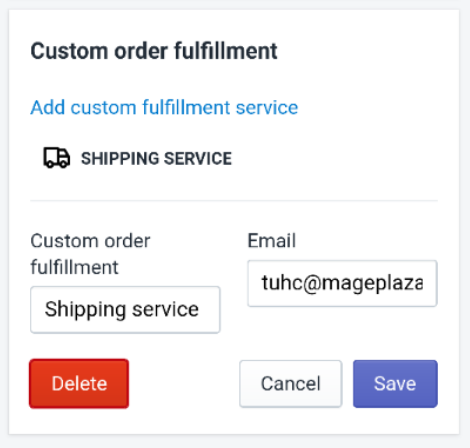 Custom order fulfillment
Add custom fulfillment service
SHIPPING SERVICE
Custom order
fulfillment
Email
Shipping service
tuhc@mageplaza
Delete
Cancel
Save